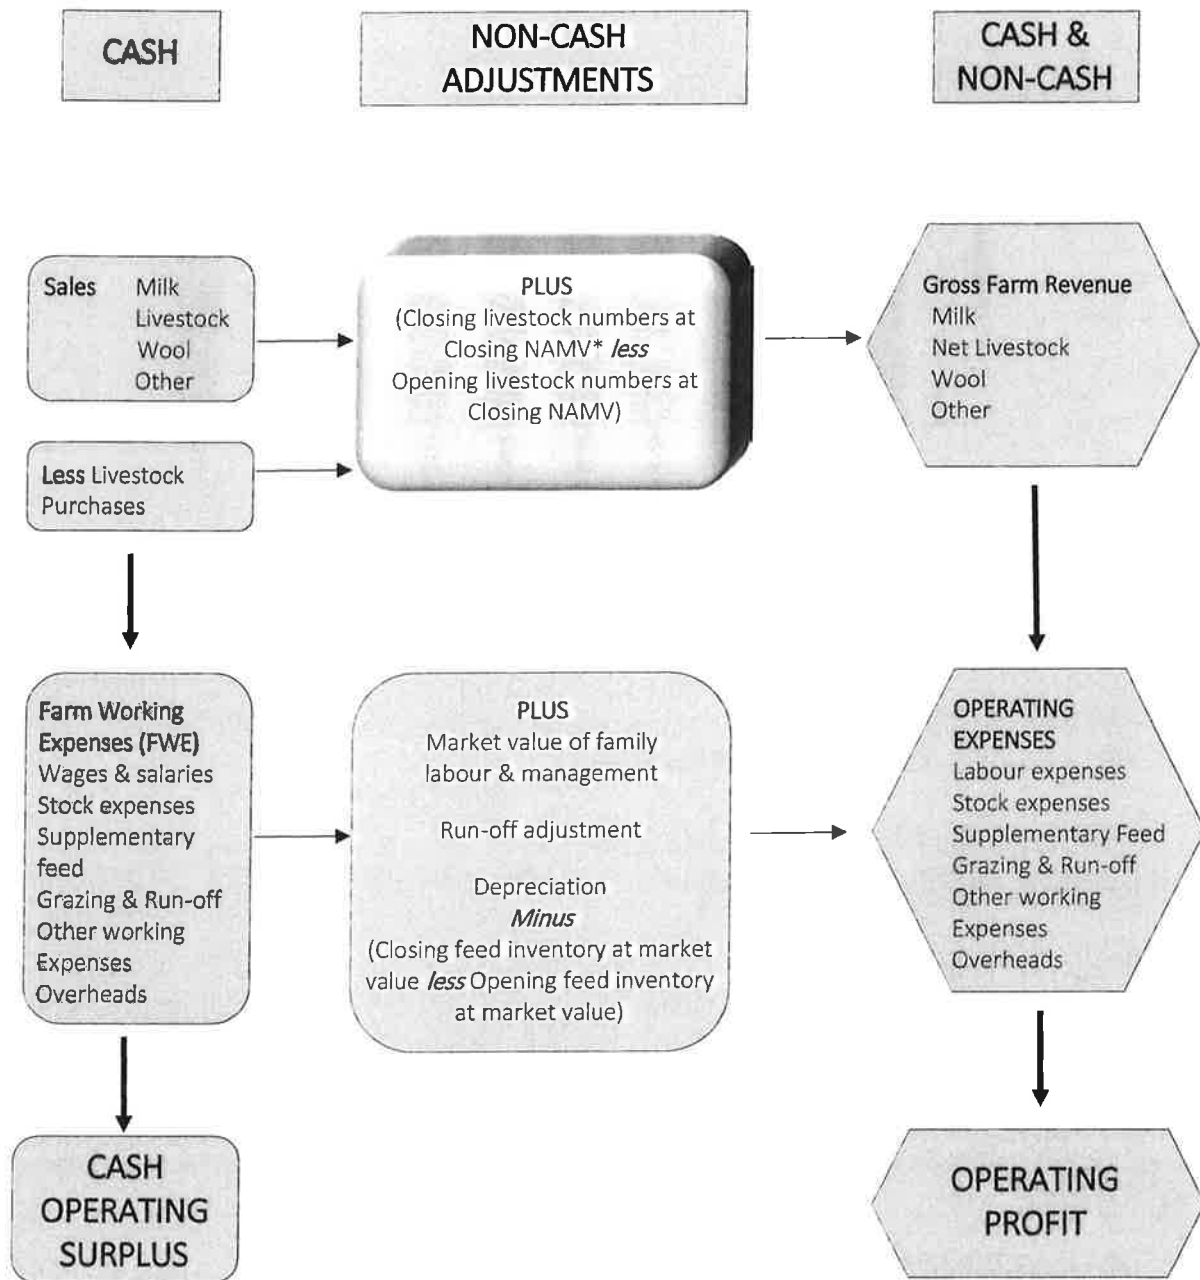 CASH
NON-CASH
ADJUSTMENTS
CASH &
NON-CASH
Sales Milk
Livestock
Wool
Other
PLUS
(Closing livestock numbers at
Closing NAMV* less
Opening livestock numbers at
Closing NAMV)
Gross Farm Revenue
Milk
Net Livestock
Wool
Other
Less Livestock
Purchases
Farm Working
Expenses (FWE)
Wages & salaries
Stock expenses
Supplementary
feed
Grazing & Run-off
Other working
Expenses
Overheads
PLUS
Market value of family
labour & management
Run-off adjustment
Depreciation
Minus
(Closing feed inventory at market
value less Opening feed inventory
at market value)
OPERATING
EXPENSES
Labour expenses
Stock expenses
Supplementary Feed
Grazing & Run-off
Other working
Expenses
Overheads
CASH
OPERATING
SURPLUS
OPERATING
PROFIT